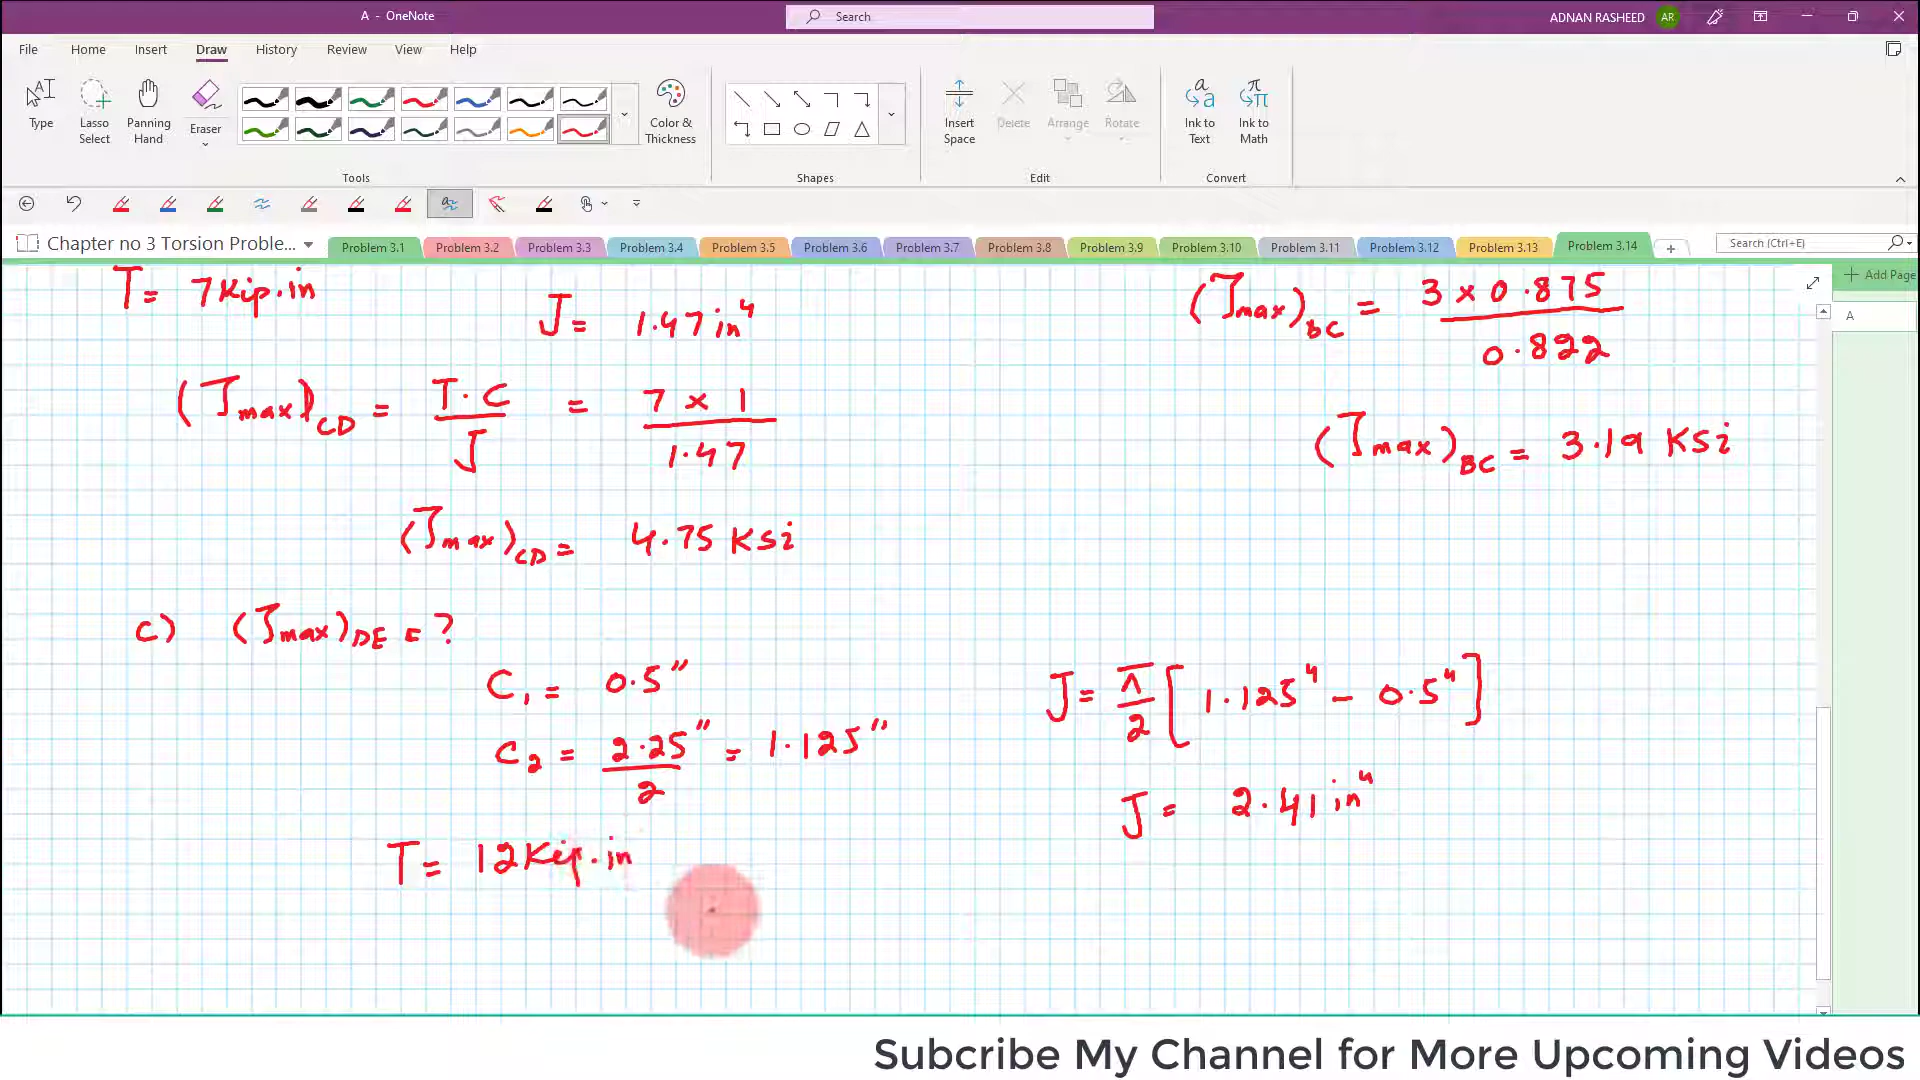 A - OneNote
Search
ADNAN RASHEED
AR
File Home Insert Draw History Review View Help
Type
Lasso Select
Panning Hand
Eraser
Color & Thickness
Insert Space
Delete
Arrange
Rotate
Ink to Text
Ink to Math
Tools
Shapes
Edit
Convert
Chapter no 3 Torsion Proble...
Problem 3.1 Problem 3.2 Problem 3.3 Problem 3.4 Problem 3.5 Problem 3.6 Problem 3.7 Problem 3.8 Problem 3.9 Problem 3.10 Problem 3.11 Problem 3.12 Problem 3.13 Problem 3.14
Search (Ctrl+E)
Add Page
A
T = 7 Kip.in
J = 1.47 in⁴
(τmax)CD = T.C / J = 7 x 1 / 1.47
(τmax)CD = 4.75 Ksi
(τmax)BC = 3 x 0.875 / 0.822
(τmax)BC = 3.19 Ksi
c) (τmax)DE = ?
C₁ = 0.5"
C₂ = 2.25" / 2 = 1.125"
T = 12 Kip.in
J = π/2 [1.125⁴ - 0.5⁴]
J = 2.41 in⁴
Subcribe My Channel for More Upcoming Videos